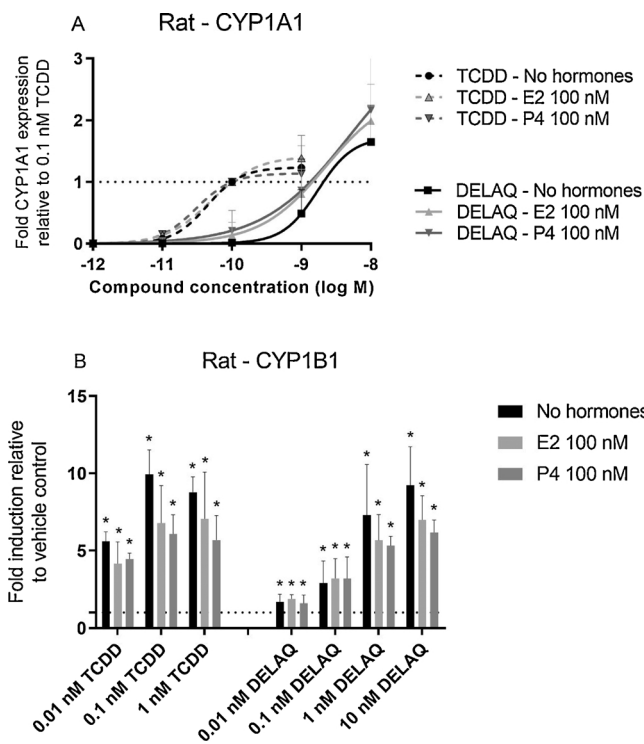 A
Rat - CYP1A1
Fold CYP1A1 expression
relative to 0.1 nM TCDD
3
2
1
0
-12
-11
-10
-9
-8
Compound concentration (log M)
TCDD - No hormones
TCDD - E2 100 nM
TCDD - P4 100 nM
DELAQ - No hormones
DELAQ - E2 100 nM
DELAQ - P4 100 nM
B
Rat - CYP1B1
Fold induction relative
to vehicle control
15
10
5
0
* * *
* * *
* * *
* * *
* * *
* * *
* * *
0.01 nM TCDD
0.1 nM TCDD
1 nM TCDD
0.01 nM DELAQ
0.1 nM DELAQ
1 nM DELAQ
10 nM DELAQ
No hormones
E2 100 nM
P4 100 nM